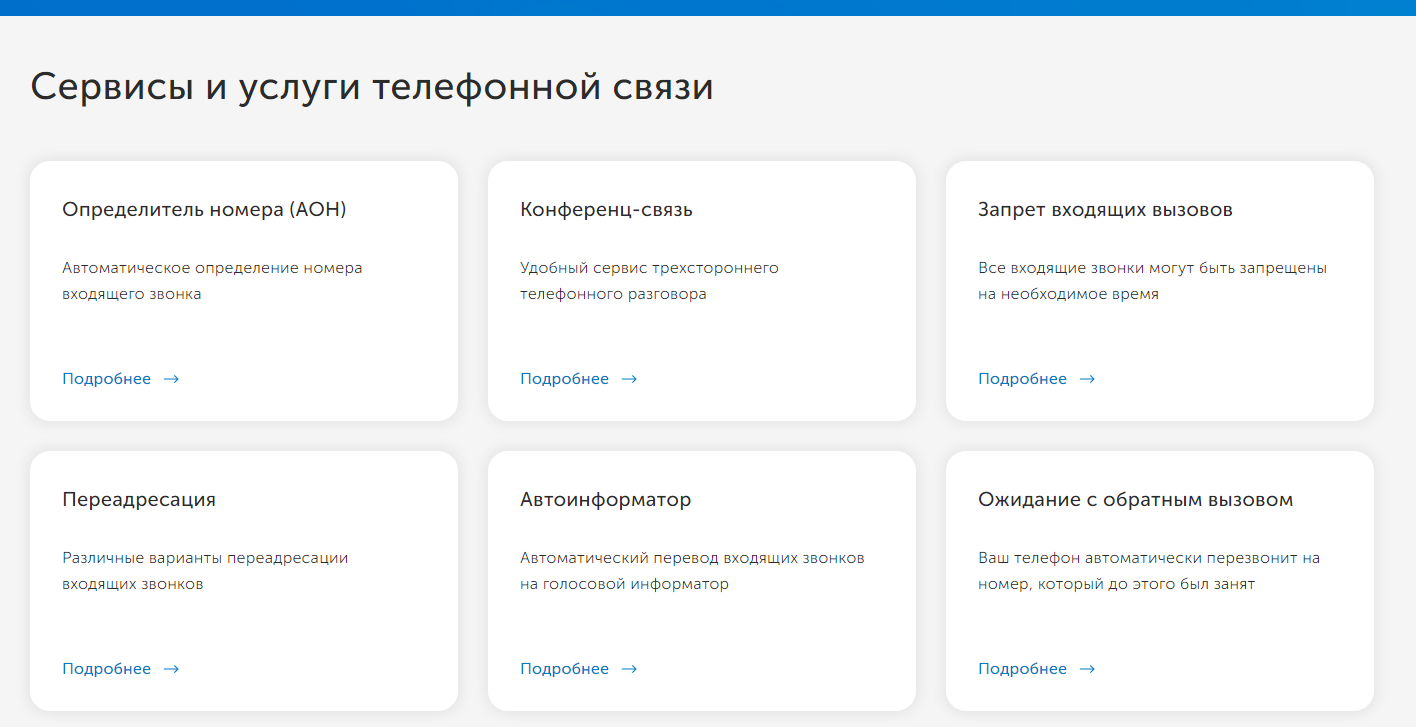 Сервисы и услуги телефонной связи
Определитель номера (АОН)
Автоматическое определение номера
входящего звонка
Подробнее →
Конференц-связь
Удобный сервис трехстороннего
телефонного разговора
Подробнее →
Запрет входящих вызовов
Все входящие звонки могут быть запрещены
на необходимое время
Подробнее →
Переадресация
Различные варианты переадресации
входящих звонков
Подробнее →
Автоинформатор
Автоматический перевод входящих звонков
на голосовой информатор
Подробнее →
Ожидание с обратным вызовом
Ваш телефон автоматически перезвонит на
номер, который до этого был занят
Подробнее →